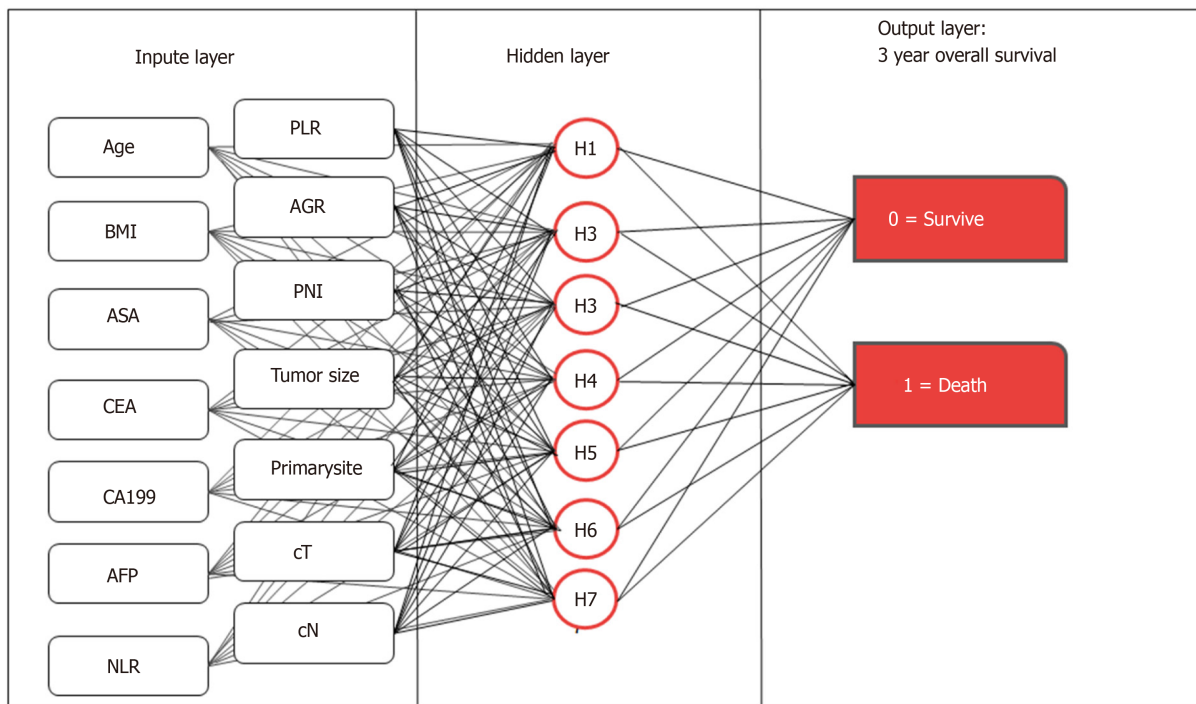 Inpute layer
Hidden layer
Output layer:
3 year overall survival
Age
BMI
ASA
CEA
CA199
AFP
NLR
PLR
AGR
PNI
Tumor size
Primarysite
cT
cN
H1
H3
H3
H4
H5
H6
H7
0 = Survive
1 = Death